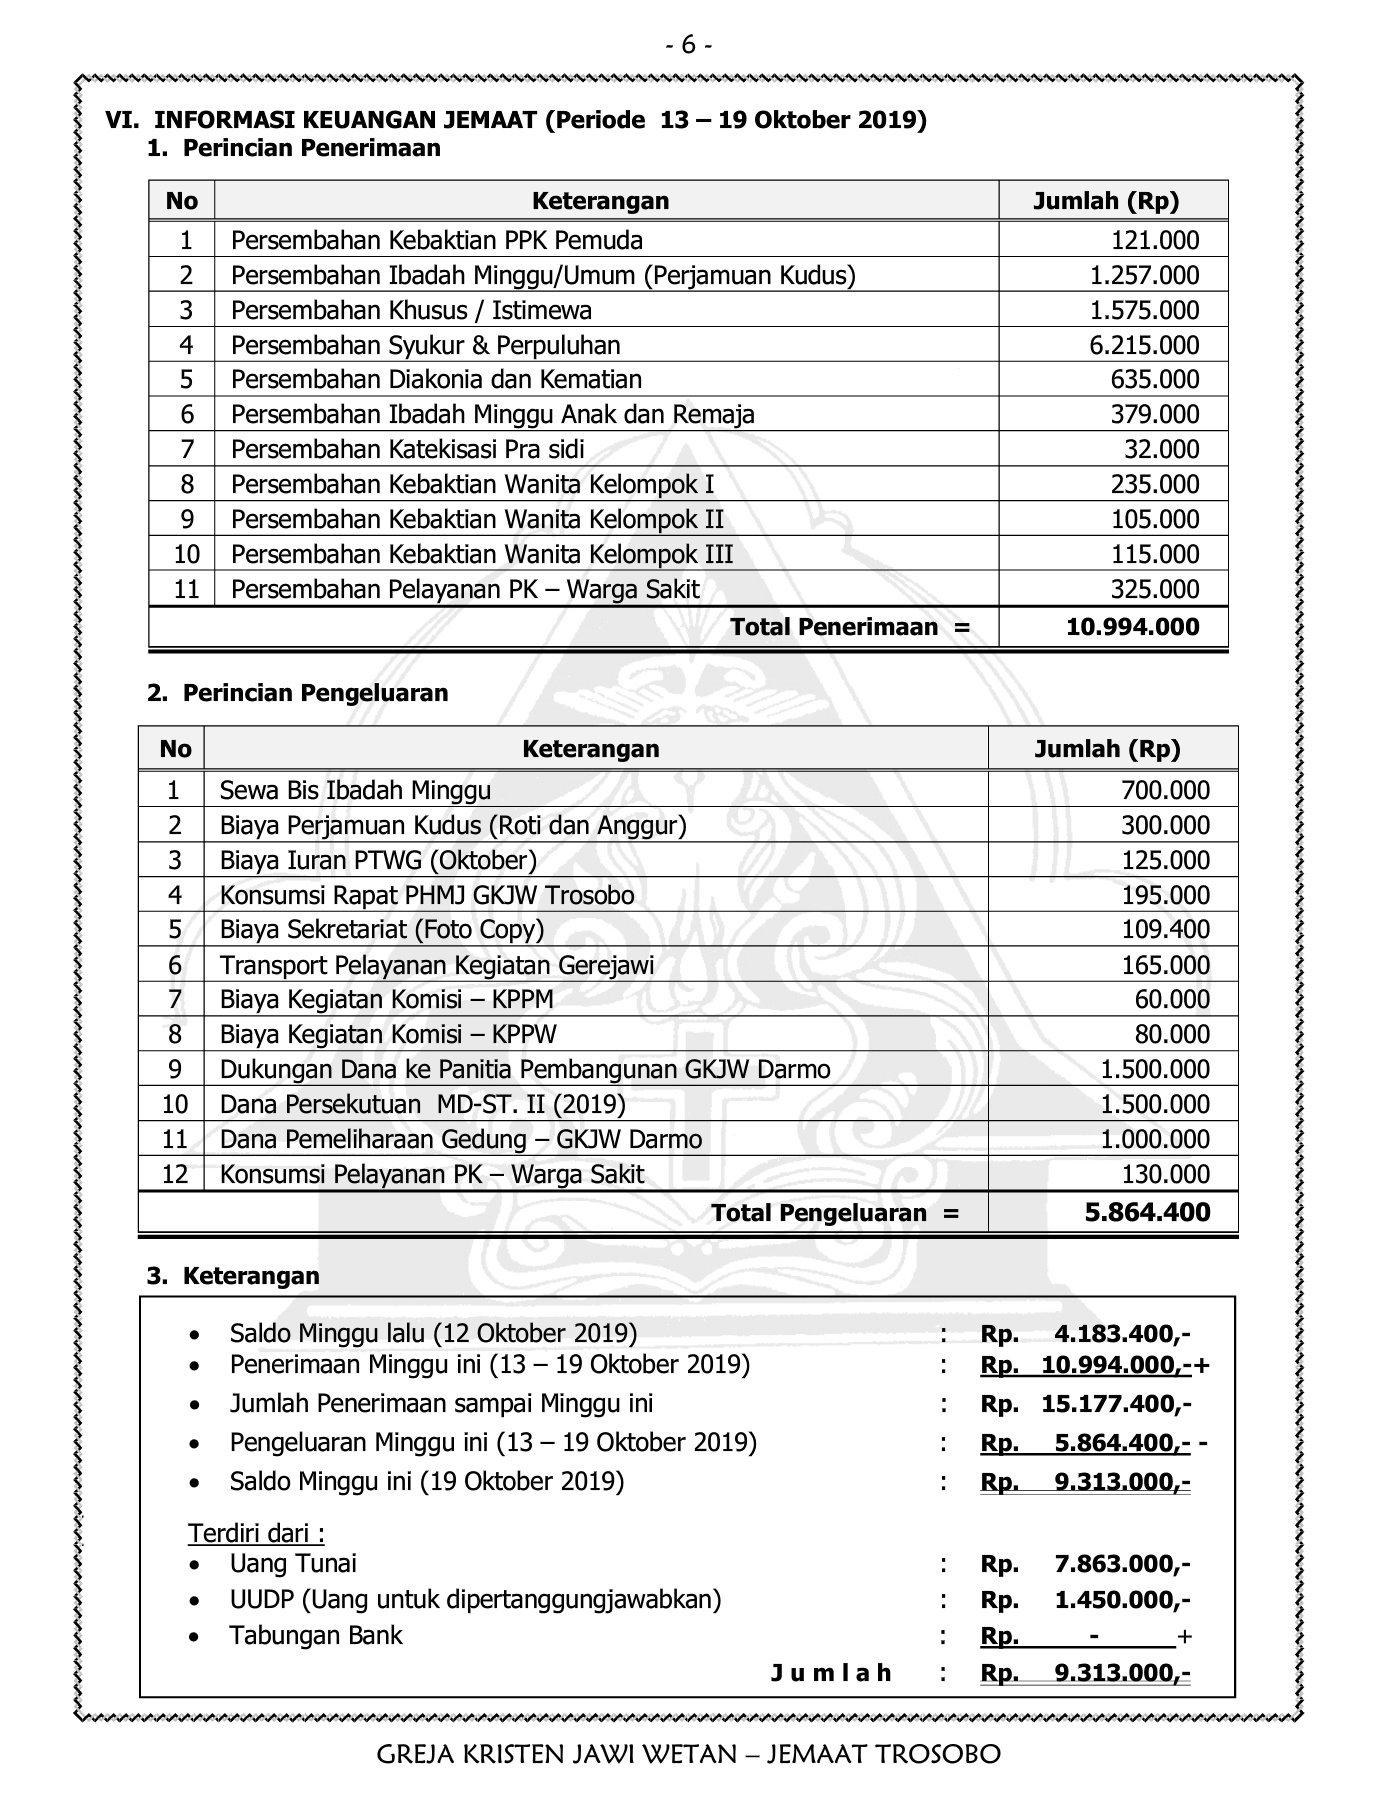 - 6 -
VI. INFORMASI KEUANGAN JEMAAT (Periode 13 – 19 Oktober 2019)
1. Perincian Penerimaan
No Keterangan Jumlah (Rp)
1 Persembahan Kebaktian PPK Pemuda 121.000
2 Persembahan Ibadah Minggu/Umum (Perjamuan Kudus) 1.257.000
3 Persembahan Khusus / Istimewa 1.575.000
4 Persembahan Syukur & Perpuluhan 6.215.000
5 Persembahan Diakonia dan Kematian 635.000
6 Persembahan Ibadah Minggu Anak dan Remaja 379.000
7 Persembahan Katekisasi Pra sidi 32.000
8 Persembahan Kebaktian Wanita Kelompok I 235.000
9 Persembahan Kebaktian Wanita Kelompok II 105.000
10 Persembahan Kebaktian Wanita Kelompok III 115.000
11 Persembahan Pelayanan PK – Warga Sakit 325.000
Total Penerimaan = 10.994.000
2. Perincian Pengeluaran
No Keterangan Jumlah (Rp)
1 Sewa Bis Ibadah Minggu 700.000
2 Biaya Perjamuan Kudus (Roti dan Anggur) 300.000
3 Biaya Iuran PTWG (Oktober) 125.000
4 Konsumsi Rapat PHMJ GKJW Trosobo 195.000
5 Biaya Sekretariat (Foto Copy) 109.400
6 Transport Pelayanan Kegiatan Gerejawi 165.000
7 Biaya Kegiatan Komisi – KPPM 60.000
8 Biaya Kegiatan Komisi – KPPW 80.000
9 Dukungan Dana ke Panitia Pembangunan GKJW Darmo 1.500.000
10 Dana Persekutuan MD-ST. II (2019) 1.500.000
11 Dana Pemeliharaan Gedung – GKJW Darmo 1.000.000
12 Konsumsi Pelayanan PK – Warga Sakit 130.000
Total Pengeluaran = 5.864.400
3. Keterangan
• Saldo Minggu lalu (12 Oktober 2019) : Rp. 4.183.400,-
• Penerimaan Minggu ini (13 – 19 Oktober 2019) : Rp. 10.994.000,-+
• Jumlah Penerimaan sampai Minggu ini : Rp. 15.177.400,-
• Pengeluaran Minggu ini (13 – 19 Oktober 2019) : Rp. 5.864.400,- -
• Saldo Minggu ini (19 Oktober 2019) : Rp. 9.313.000,-
Terdiri dari :
• Uang Tunai : Rp. 7.863.000,-
• UUDP (Uang untuk dipertanggungjawabkan) : Rp. 1.450.000,-
• Tabungan Bank : Rp. - +
Jumlah : Rp. 9.313.000,-
GREJA KRISTEN JAWI WETAN – JEMAAT TROSOBO